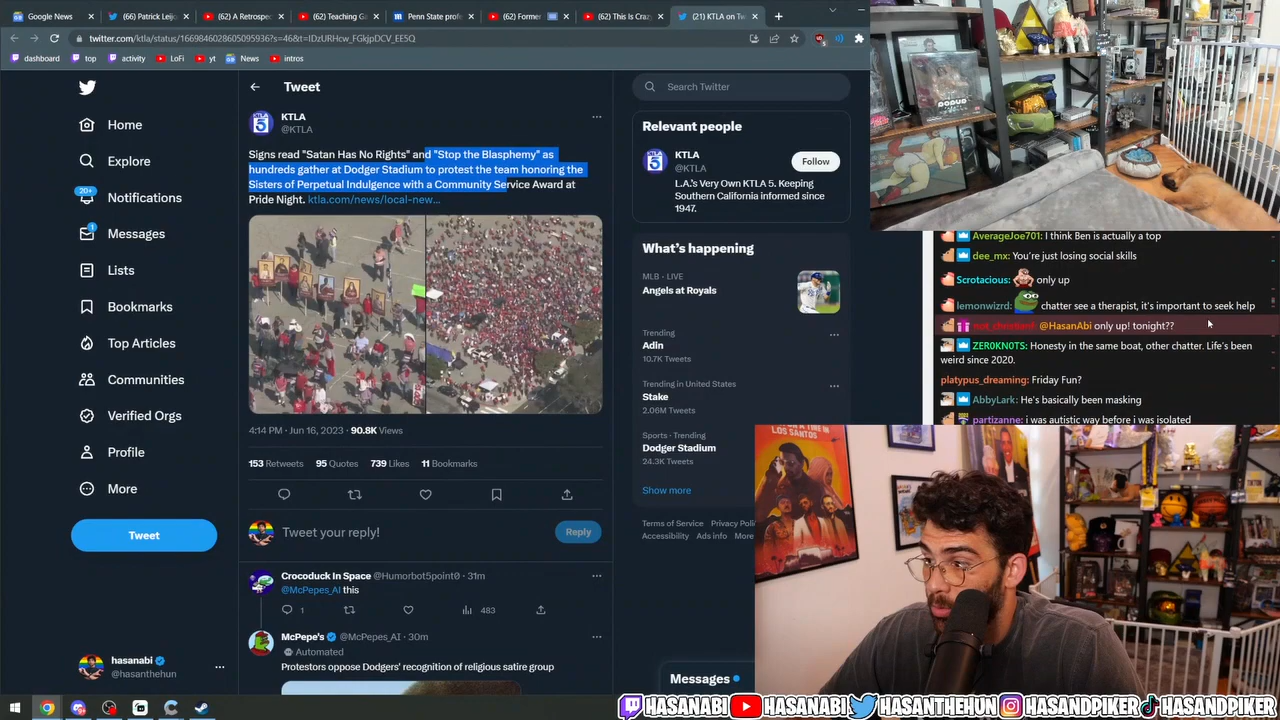 Google News
(66) Patrick Leijo
(62) A Retrospec
(62) Teaching Ga
Penn State profe
(62) Former
(62) This Is Crazy
(21) KTLA on Tw
twitter.com/ktla/status/1669846028605095936?s=46&t=IDzURHcw_FGkjpDCV_EE5Q
dashboard
top
activity
LoFi
yt
News
intros
Home
Explore
20+
Notifications
1
Messages
Lists
Bookmarks
Top Articles
Communities
Verified Orgs
Profile
More
Tweet
hasanabi
@hasanthehun
Tweet
KTLA
@KTLA
Signs read "Satan Has No Rights" and "Stop the Blasphemy" as
hundreds gather at Dodger Stadium to protest the team honoring the
Sisters of Perpetual Indulgence with a Community Service Award at
Pride Night. ktla.com/news/local-new…
4:14 PM · Jun 16, 2023 · 90.8K Views
153 Retweets 95 Quotes 739 Likes 11 Bookmarks
Tweet your reply!
Reply
Crocoduck In Space @Humorbot5point0 · 31m
@McPepes_AI this
1
483
McPepe's @McPepes_AI · 30m
Automated
Protestors oppose Dodgers' recognition of religious satire group
Search Twitter
Relevant people
KTLA
@KTLA
Follow
L.A.'s Very Own KTLA 5. Keeping
Southern California informed since
1947.
What's happening
MLB · LIVE
Angels at Royals
Trending
Adin
10.7K Tweets
Trending in United States
Stake
2.06M Tweets
Sports · Trending
Dodger Stadium
24.3K Tweets
Show more
Terms of Service Privacy Poli
Accessibility Ads info More
Messages
AverageJoe701: I think Ben is actually a top
dee_mx: You're just losing social skills
Scrotacious: only up
lemonwizrd: chatter see a therapist, it's important to seek help
@HasanAbi only up! tonight??
ZER0KN0TS: Honesty in the same boat, other chatter. Life's been
weird since 2020.
platypus_dreaming: Friday Fun?
AbbyLark: He's basically been masking
partizanne: i was autistic way before i was isolated
LOS SANTOS
HASANABI
HASANABI
HASANTHEHUN
HASANDPIKER
HASANDPIKER